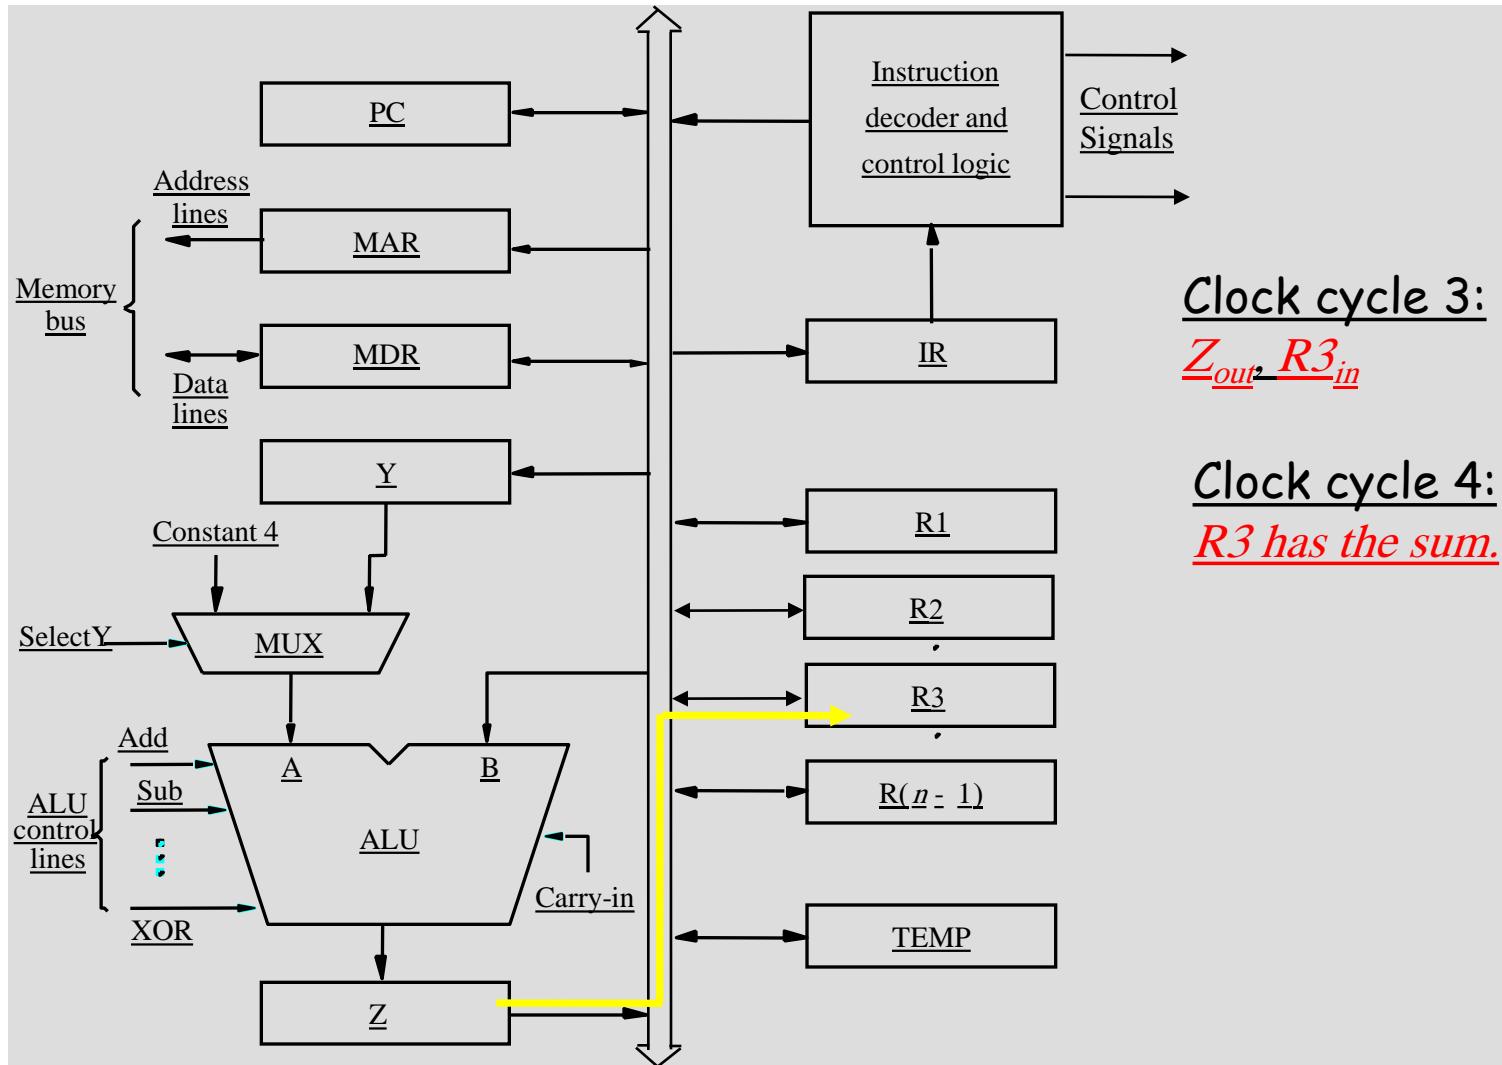 PC
Instruction
decoder and
control logic
Control
Signals
Address
lines
MAR
Memory
bus
MDR
Data
lines
IR
Clock cycle 3:
Zout, R3in
Y
Clock cycle 4:
R3 has the sum.
R1
Constant 4
R2
SelectY
MUX
R3
Add
A
B
Sub
R(n - 1)
ALU
control
lines
ALU
Carry-in
XOR
TEMP
Z